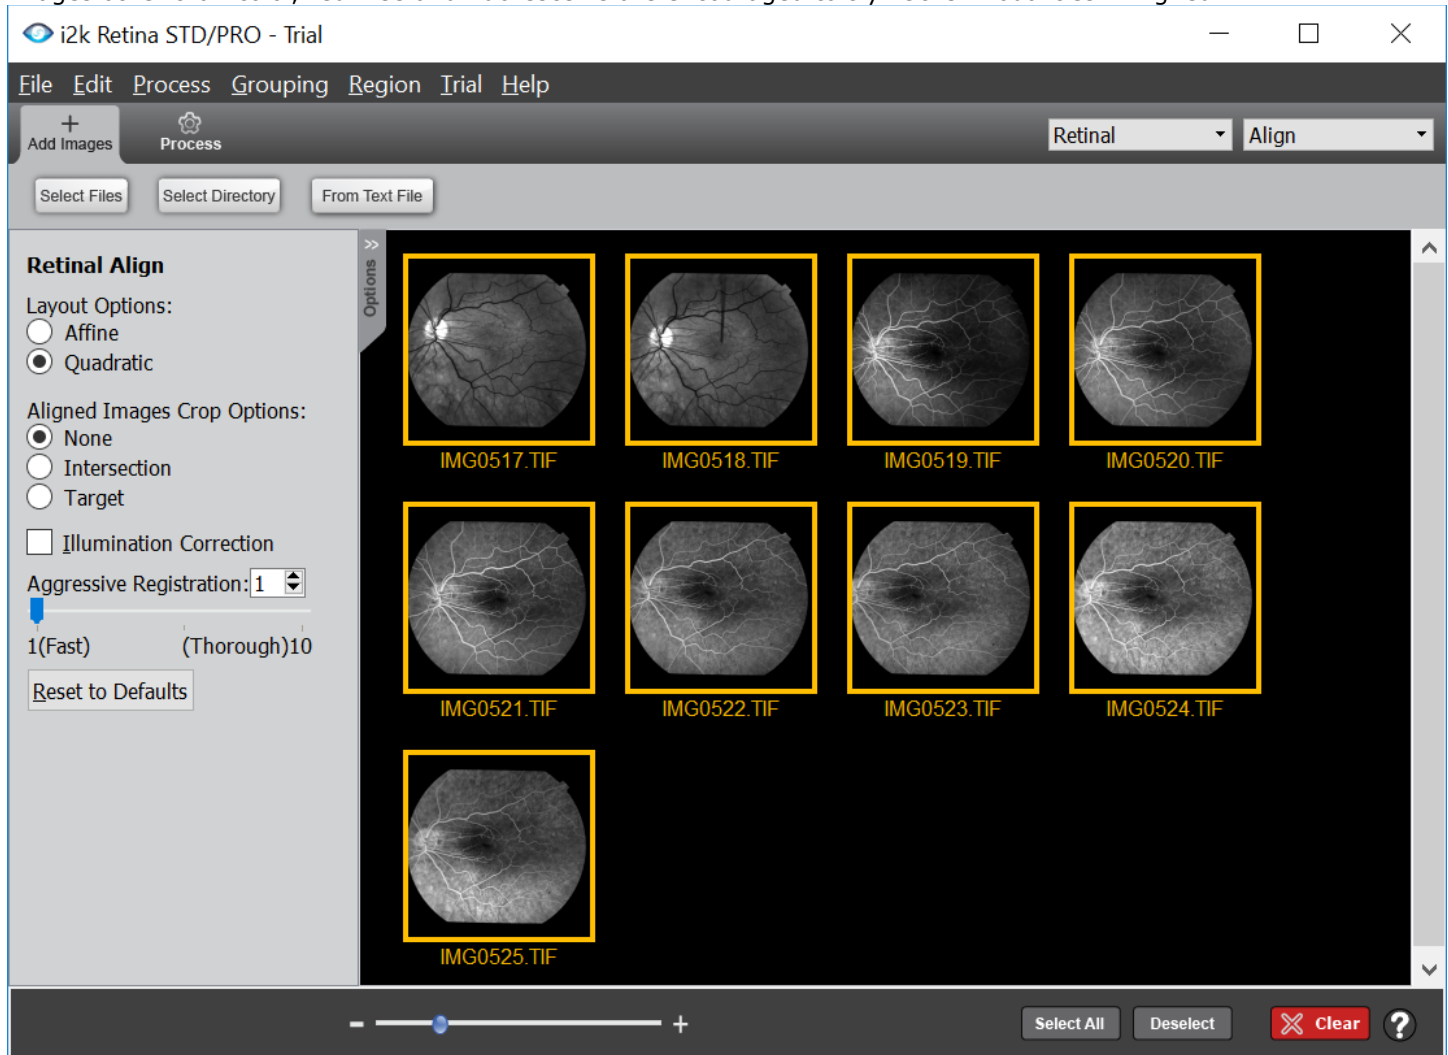 i2k Retina STD/PRO - Trial
File Edit Process Grouping Region Trial Help
Add Images Process Retinal Align
Select Files Select Directory From Text File
Retinal Align
Layout Options:
Affine
Quadratic
Aligned Images Crop Options:
None
Intersection
Target
Illumination Correction
Aggressive Registration: 1
1(Fast) (Thorough)10
Reset to Defaults
>> Options
IMG0517.TIF IMG0518.TIF IMG0519.TIF IMG0520.TIF
IMG0521.TIF IMG0522.TIF IMG0523.TIF IMG0524.TIF
IMG0525.TIF
- + Select All Deselect Clear ?